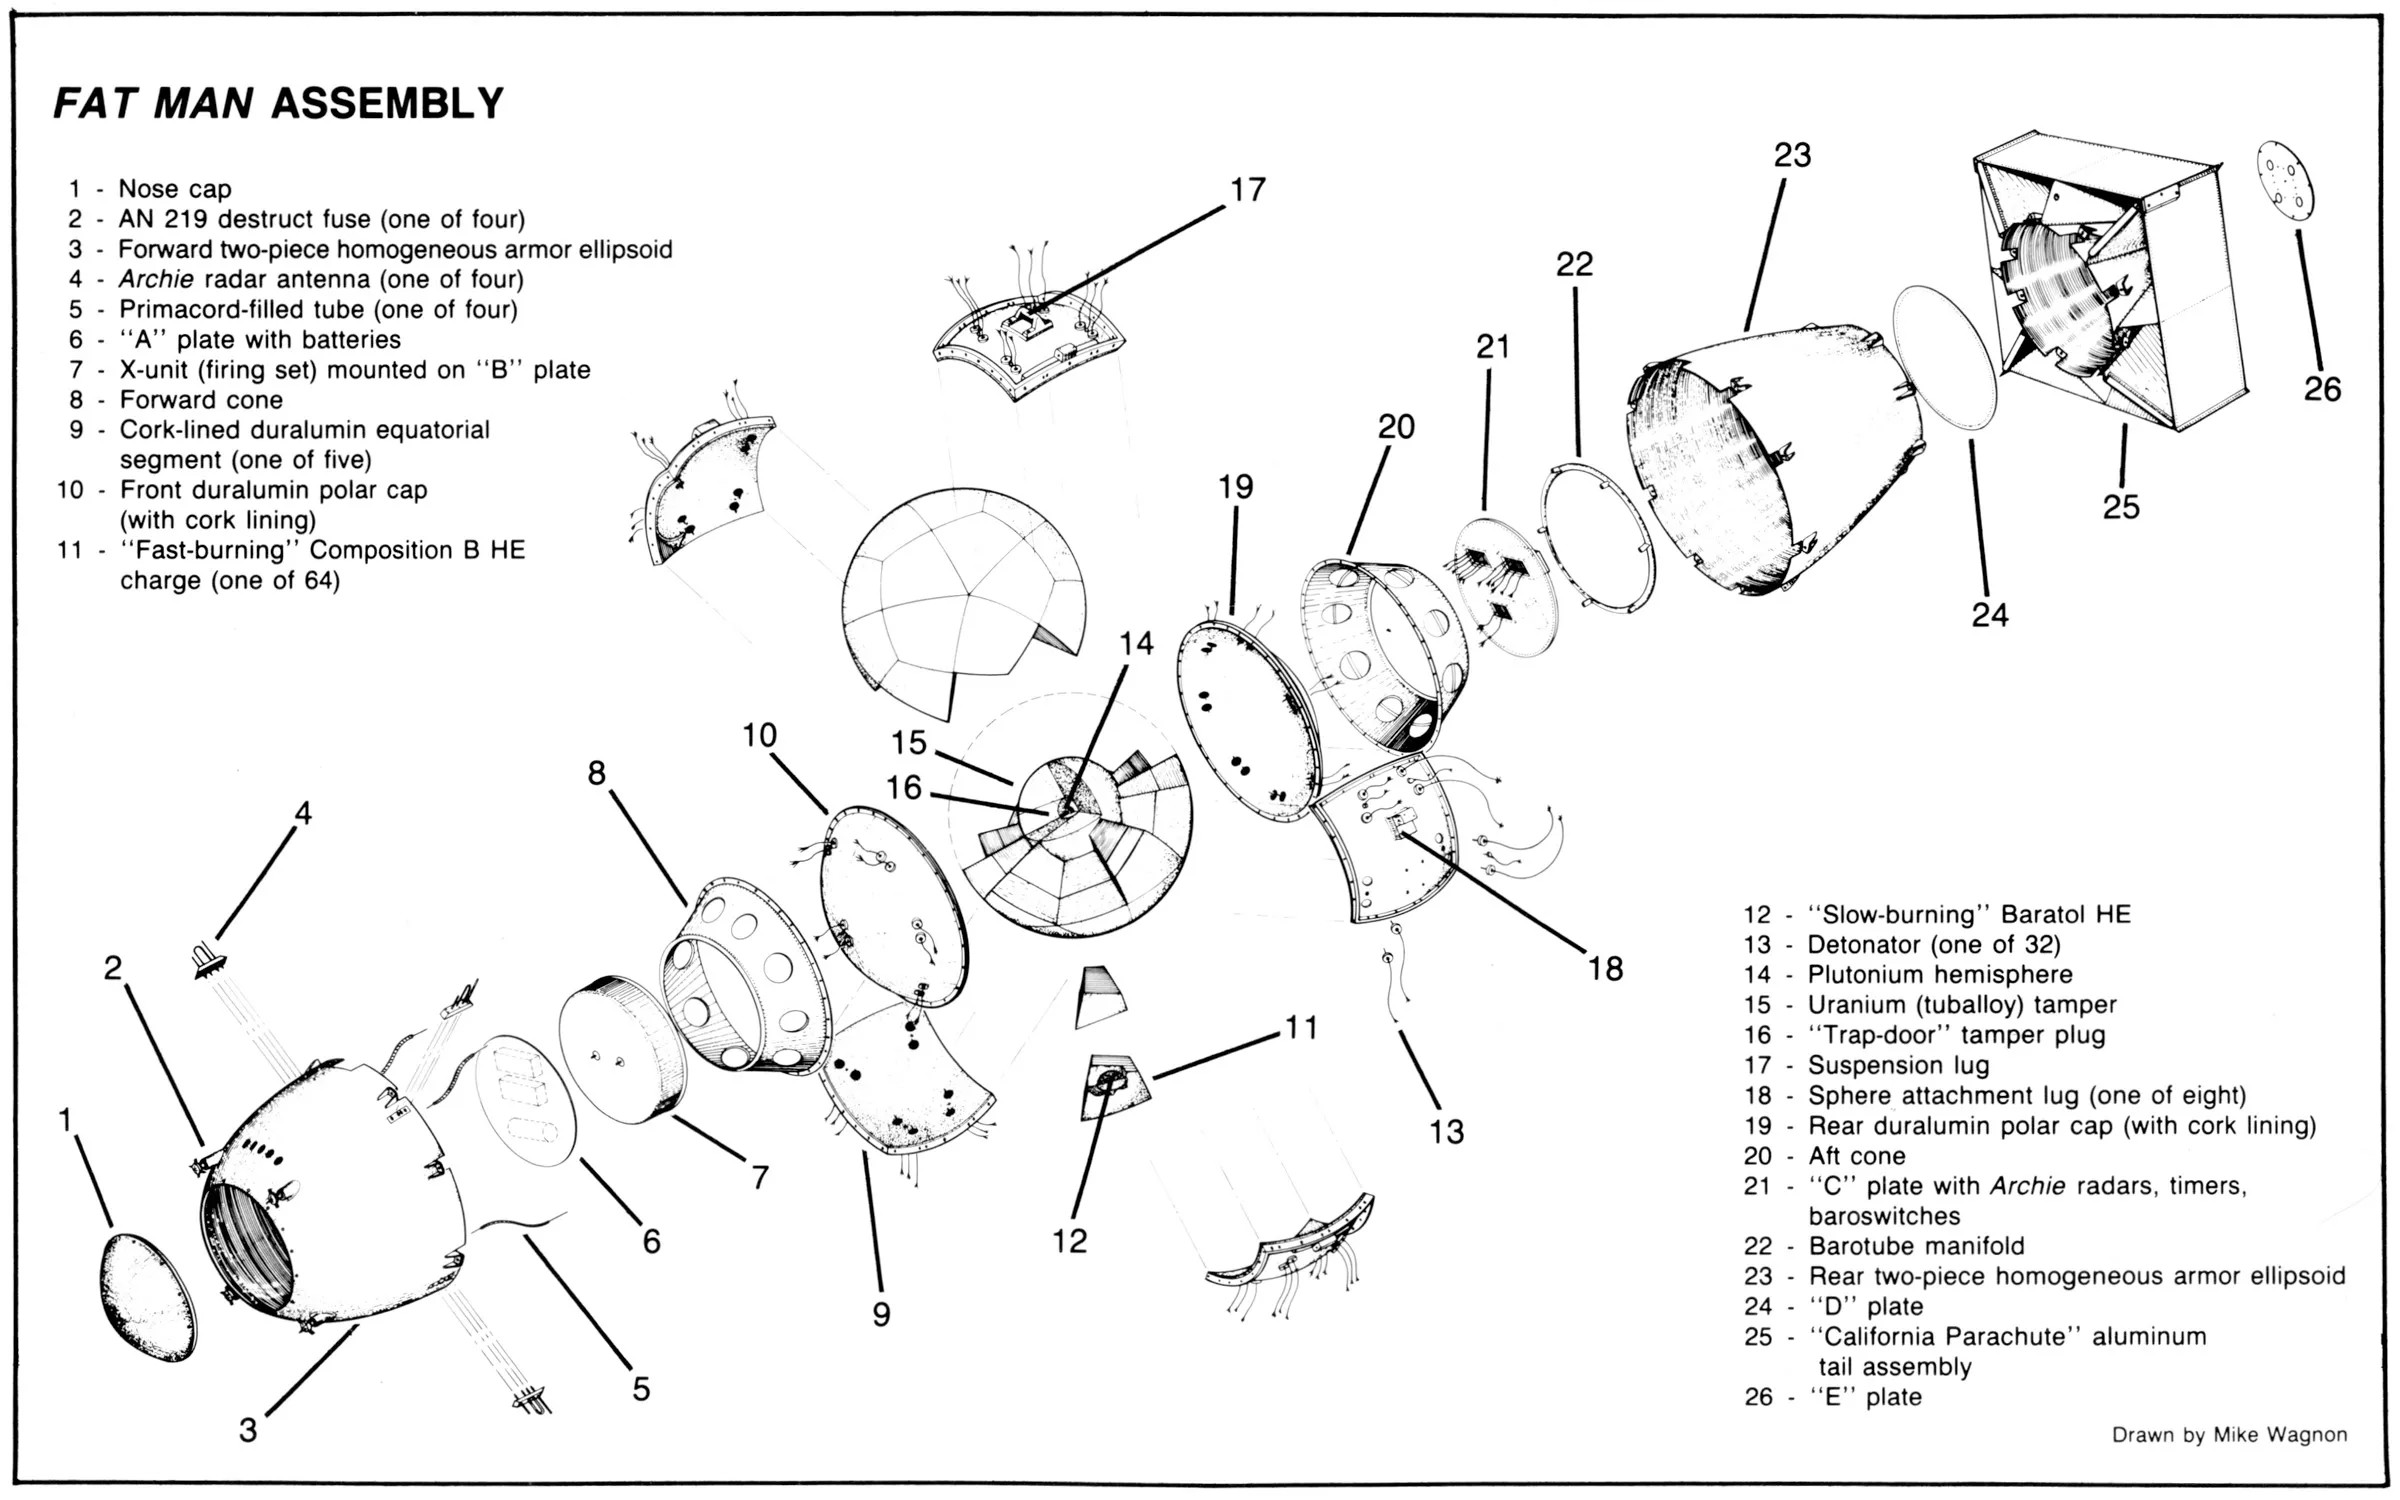 FAT MAN ASSEMBLY
1 - Nose cap
2 - AN 219 destruct fuse (one of four)
3 - Forward two-piece homogeneous armor ellipsoid
4 - Archie radar antenna (one of four)
5 - Primacord-filled tube (one of four)
6 - "A" plate with batteries
7 - X-unit (firing set) mounted on "B" plate
8 - Forward cone
9 - Cork-lined duralumin equatorial
segment (one of five)
10 - Front duralumin polar cap
(with cork lining)
11 - "Fast-burning" Composition B HE
charge (one of 64)
17
23
22
21
20
19
26
25
24
14
15
16
10
8
4
2
18
11
13
1
7
6
12
9
5
3
12 - "Slow-burning" Baratol HE
13 - Detonator (one of 32)
14 - Plutonium hemisphere
15 - Uranium (tuballoy) tamper
16 - "Trap-door" tamper plug
17 - Suspension lug
18 - Sphere attachment lug (one of eight)
19 - Rear duralumin polar cap (with cork lining)
20 - Aft cone
21 - "C" plate with Archie radars, timers,
baroswitches
22 - Barotube manifold
23 - Rear two-piece homogeneous armor ellipsoid
24 - "D" plate
25 - "California Parachute" aluminum
tail assembly
26 - "E" plate
Drawn by Mike Wagnon